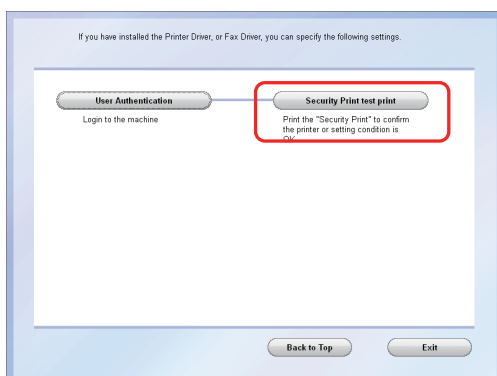 If you have installed the Printer Driver, or Fax Driver, you can specify the following settings.
User Authentication
Login to the machine
Security Print test print
Print the "Security Print" to confirm
the printer or setting condition is
OK
Back to Top
Exit